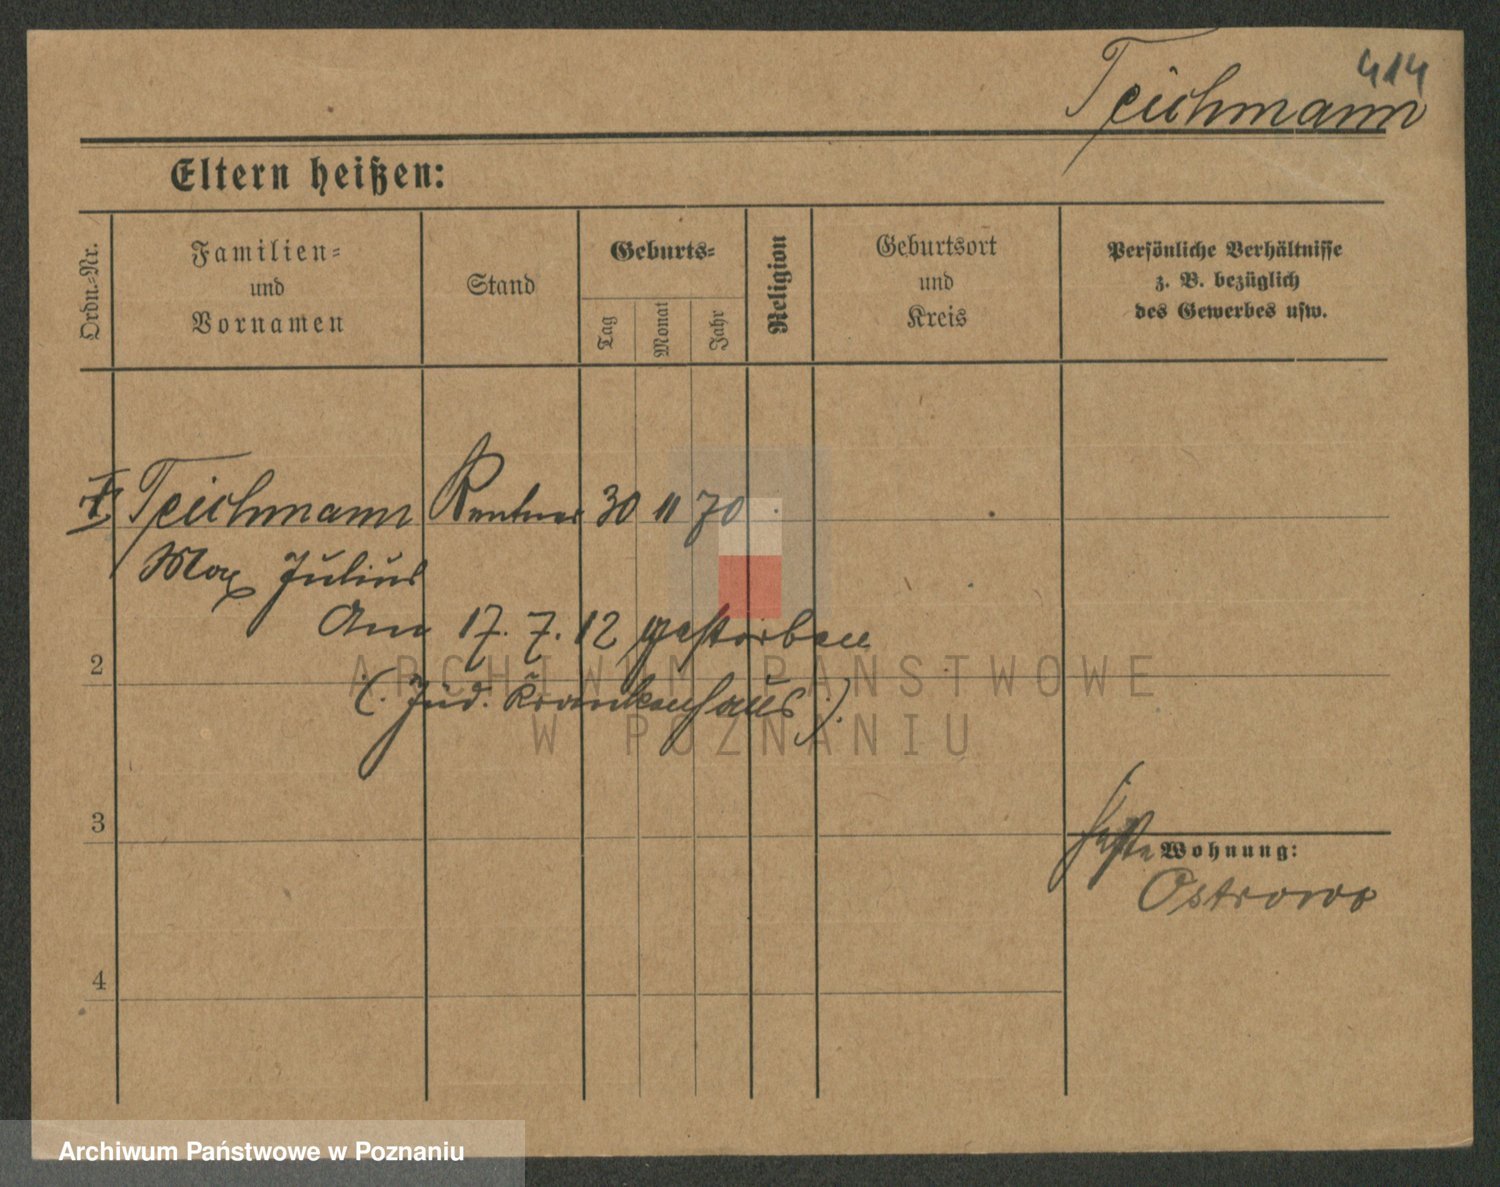 414
Teichmann
Eltern heißen:
Ordn.-Nr.
Familien-
und
Vornamen
Stand
Geburts-
Tag
Monat
Jahr
Religion
Geburtsort
und
Kreis
Persönliche Verhältnisse
z. B. bezüglich
des Gewerbes usw.
Teichmann Rentner 30 11 70
Max Julius
Am 17. 7. 12 gestorben
2
(Jüd. Krankenhaus).
ARCHIWUM PAŃSTWOWE
W POZNANIU
3
feste Wohnung:
Ostrowo
4
Archiwum Państwowe w Poznaniu